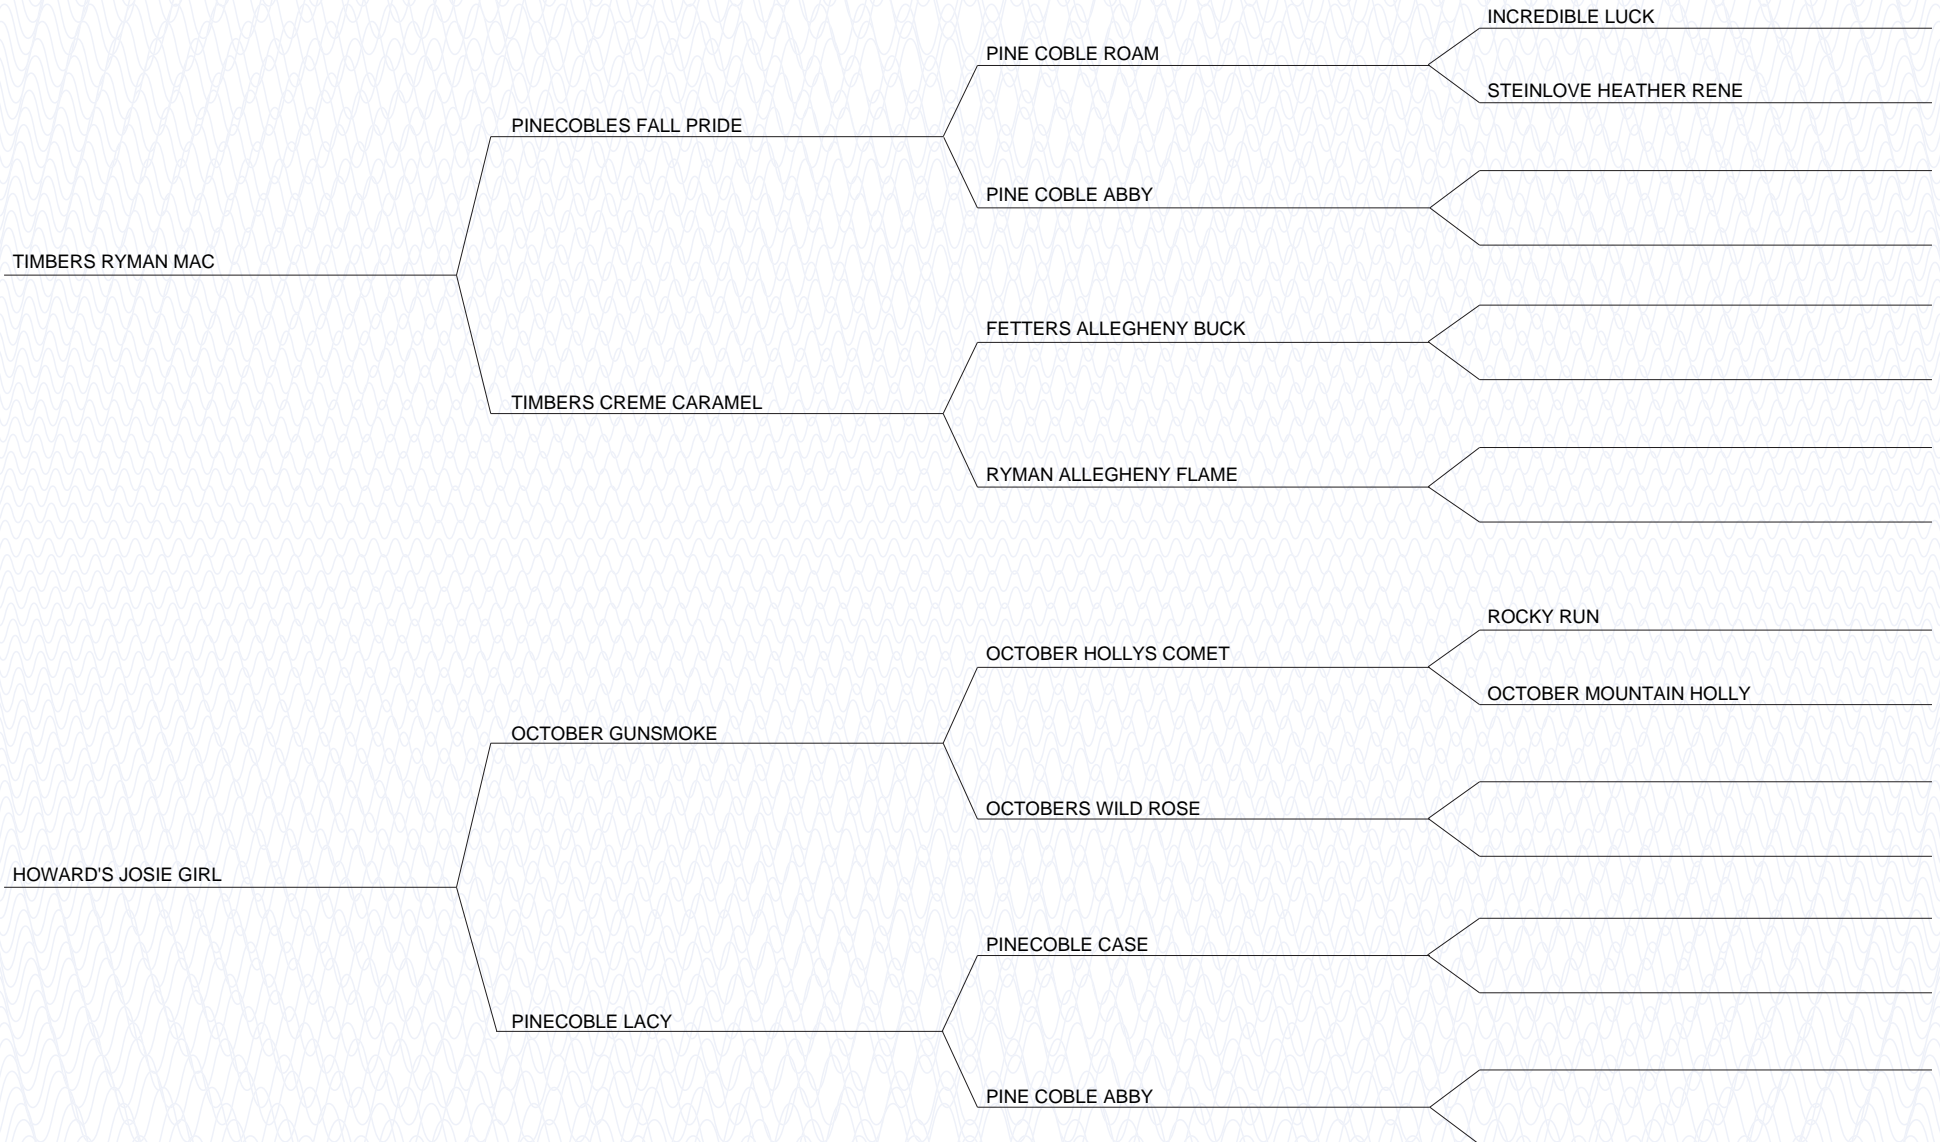 INCREDIBLE LUCK
PINE COBLE ROAM
STEINLOVE HEATHER RENE
PINECOBLES FALL PRIDE
PINE COBLE ABBY
TIMBERS RYMAN MAC
FETTERS ALLEGHENY BUCK
TIMBERS CREME CARAMEL
RYMAN ALLEGHENY FLAME
ROCKY RUN
OCTOBER HOLLYS COMET
OCTOBER MOUNTAIN HOLLY
OCTOBER GUNSMOKE
OCTOBERS WILD ROSE
HOWARD'S JOSIE GIRL
PINECOBLE CASE
PINECOBLE LACY
PINE COBLE ABBY